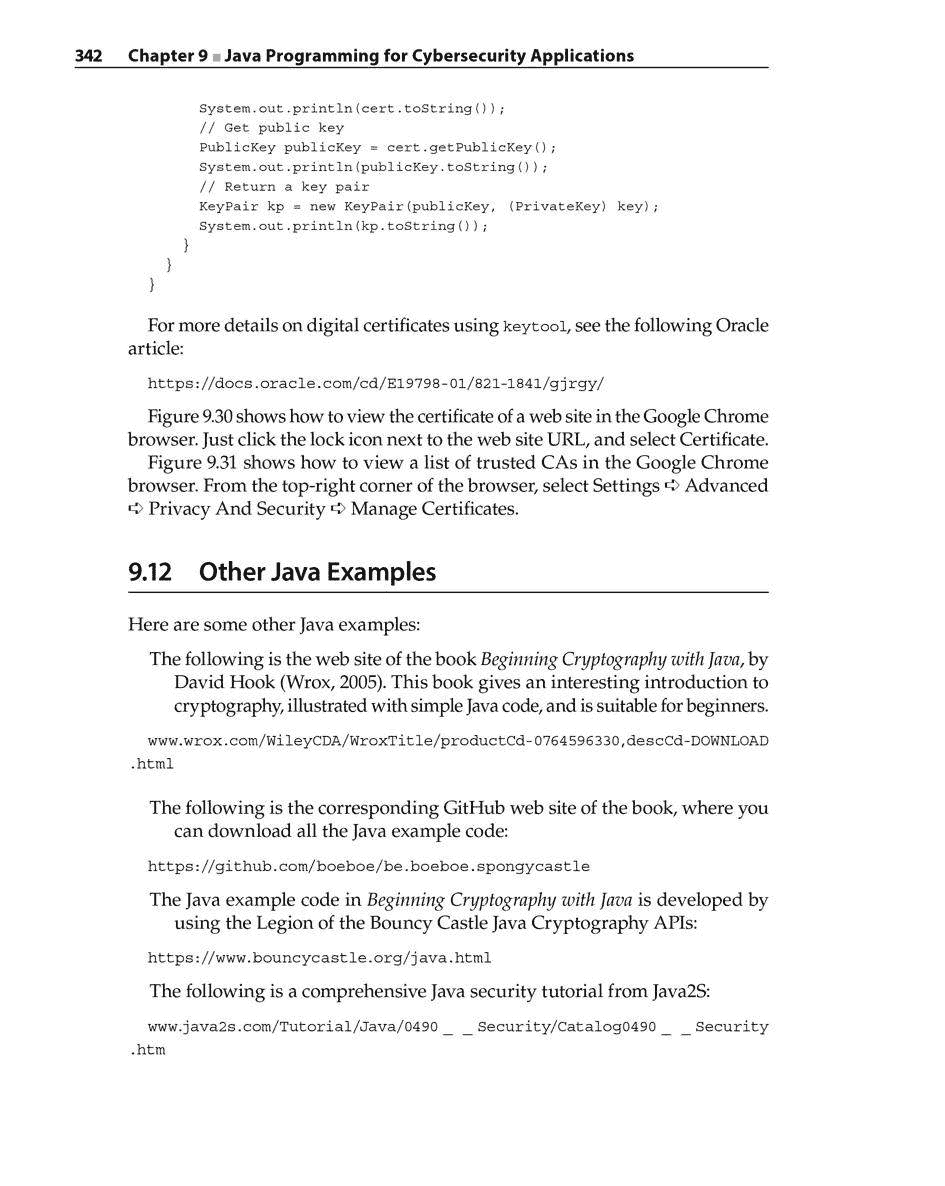 342 Chapter 9 ■ Java Programming for Cybersecurity Applications
System.out.println(cert.toString());
// Get public key
PublicKey publicKey = cert.getPublicKey();
System.out.println(publicKey.toString());
// Return a key pair
KeyPair kp = new KeyPair(publicKey, (PrivateKey) key);
System.out.println(kp.toString());
}
}
}
For more details on digital certificates using keytool, see the following Oracle
article:
https://docs.oracle.com/cd/E19798-01/821-1841/gjrgy/
Figure 9.30 shows how to view the certificate of a web site in the Google Chrome
browser. Just click the lock icon next to the web site URL, and select Certificate.
Figure 9.31 shows how to view a list of trusted CAs in the Google Chrome
browser. From the top-right corner of the browser, select Settings ➪ Advanced
➪ Privacy And Security ➪ Manage Certificates.
9.12 Other Java Examples
Here are some other Java examples:
The following is the web site of the book Beginning Cryptography with Java, by
David Hook (Wrox, 2005). This book gives an interesting introduction to
cryptography, illustrated with simple Java code, and is suitable for beginners.
www.wrox.com/WileyCDA/WroxTitle/productCd-0764596330,descCd-DOWNLOAD
.html
The following is the corresponding GitHub web site of the book, where you
can download all the Java example code:
https://github.com/boeboe/be.boeboe.spongycastle
The Java example code in Beginning Cryptography with Java is developed by
using the Legion of the Bouncy Castle Java Cryptography APIs:
https://www.bouncycastle.org/java.html
The following is a comprehensive Java security tutorial from Java2S:
www.java2s.com/Tutorial/Java/0490 _ _ Security/Catalog0490 _ _ Security
.htm